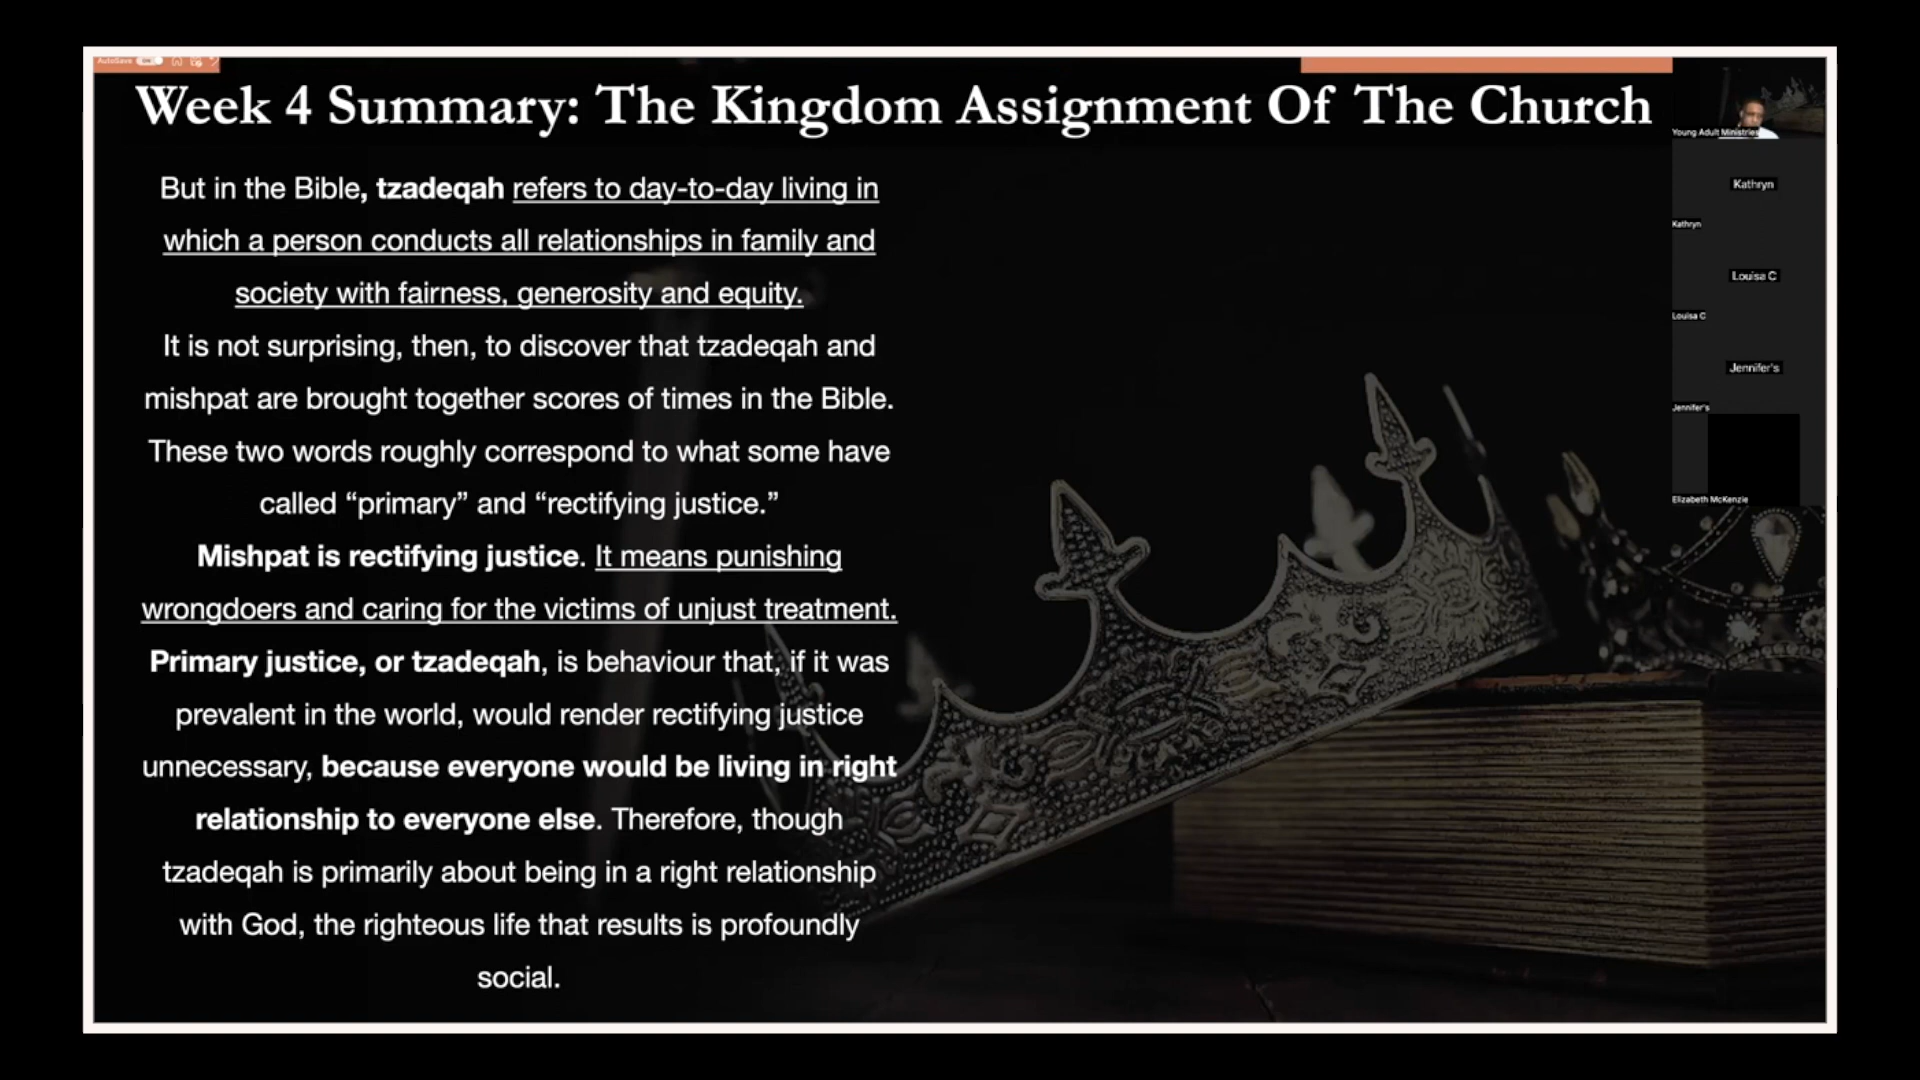 AutoSave ON
Week 4 Summary: The Kingdom Assignment Of The Church
But in the Bible, tzadeqah refers to day-to-day living in
which a person conducts all relationships in family and
society with fairness, generosity and equity.
It is not surprising, then, to discover that tzadeqah and
mishpat are brought together scores of times in the Bible.
These two words roughly correspond to what some have
called “primary” and “rectifying justice.”
Mishpat is rectifying justice. It means punishing
wrongdoers and caring for the victims of unjust treatment.
Primary justice, or tzadeqah, is behaviour that, if it was
prevalent in the world, would render rectifying justice
unnecessary, because everyone would be living in right
relationship to everyone else. Therefore, though
tzadeqah is primarily about being in a right relationship
with God, the righteous life that results is profoundly
social.
Young Adult Ministries
Kathryn
Kathryn
Louisa C
Louisa C
Jennifer's
Jennifer's
Elizabeth McKenzie